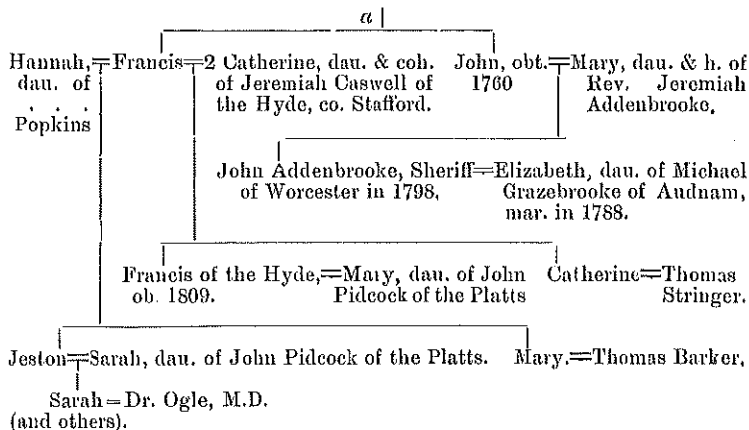 a
Hannah,=Francis=2 Catherine, dau. & coh. John, obt.=Mary, dau. & h. of
dau. of of Jeremiah Caswell of 1760 Rev. Jeremiah
. . . the Hyde, co. Stafford. Addenbrooke.
Popkins
John Addenbrooke, Sheriff=Elizabeth, dau. of Michael
of Worcester in 1798. Grazebrooke of Audnam,
mar. in 1788.
Francis of the Hyde,=Mary, dau. of John Catherine=Thomas
ob. 1809. Pidcock of the Platts Stringer.
Jeston=Sarah, dau. of John Pidcock of the Platts. Mary.=Thomas Barker.
Sarah=Dr. Ogle, M.D.
(and others).